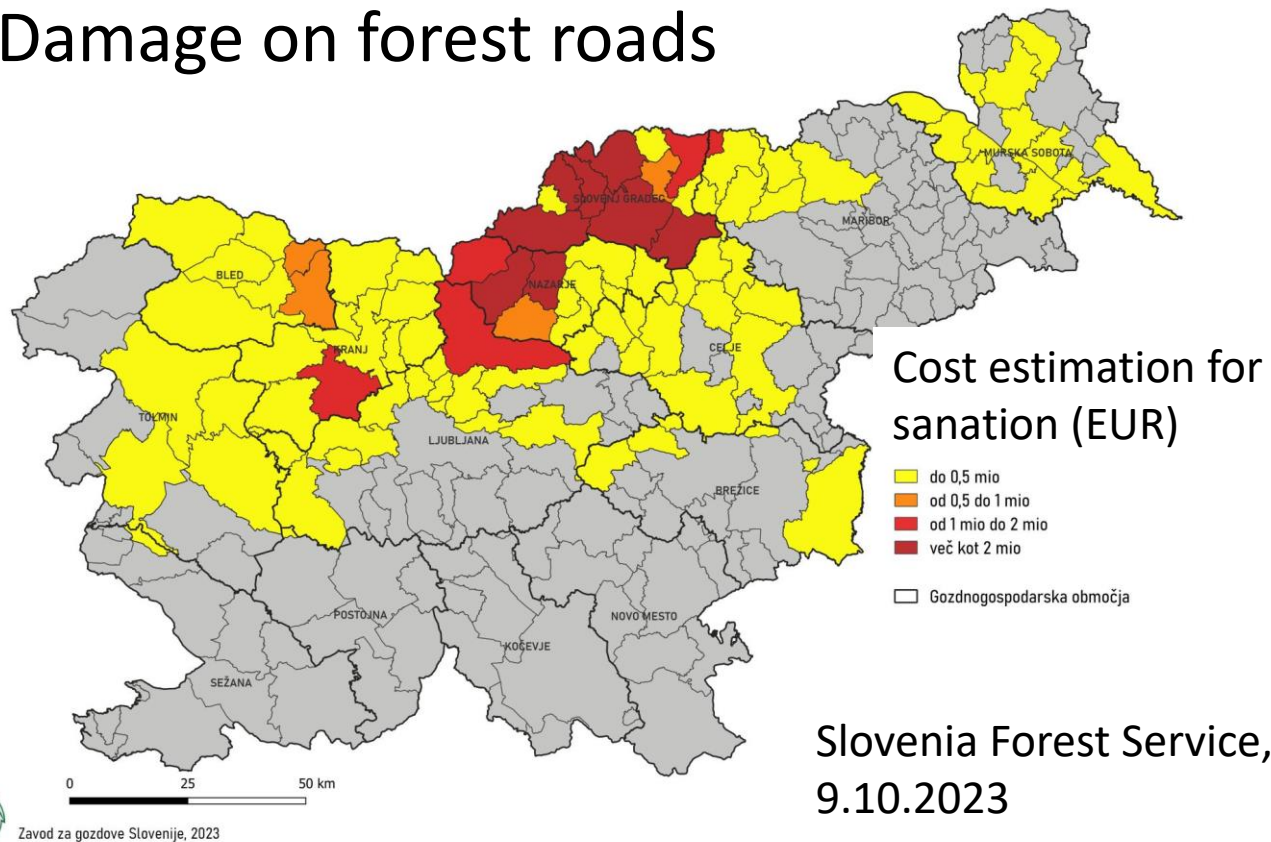 Damage on forest roads
MURSKA SOBOTA
SLOVENJ GRADEC
MARIBOR
BLED
NAZARJE
KRANJ
CELJE
Cost estimation for
sanation (EUR)
TOLMIN
LJUBLJANA
do 0,5 mio
od 0,5 do 1 mio
od 1 mio do 2 mio
več kot 2 mio
BREŽICE
Gozdnogospodarska območja
POSTOJNA
NOVO MESTO
KOČEVJE
SEŽANA
Slovenia Forest Service,
9.10.2023
0 25 50 km
Zavod za gozdove Slovenije, 2023